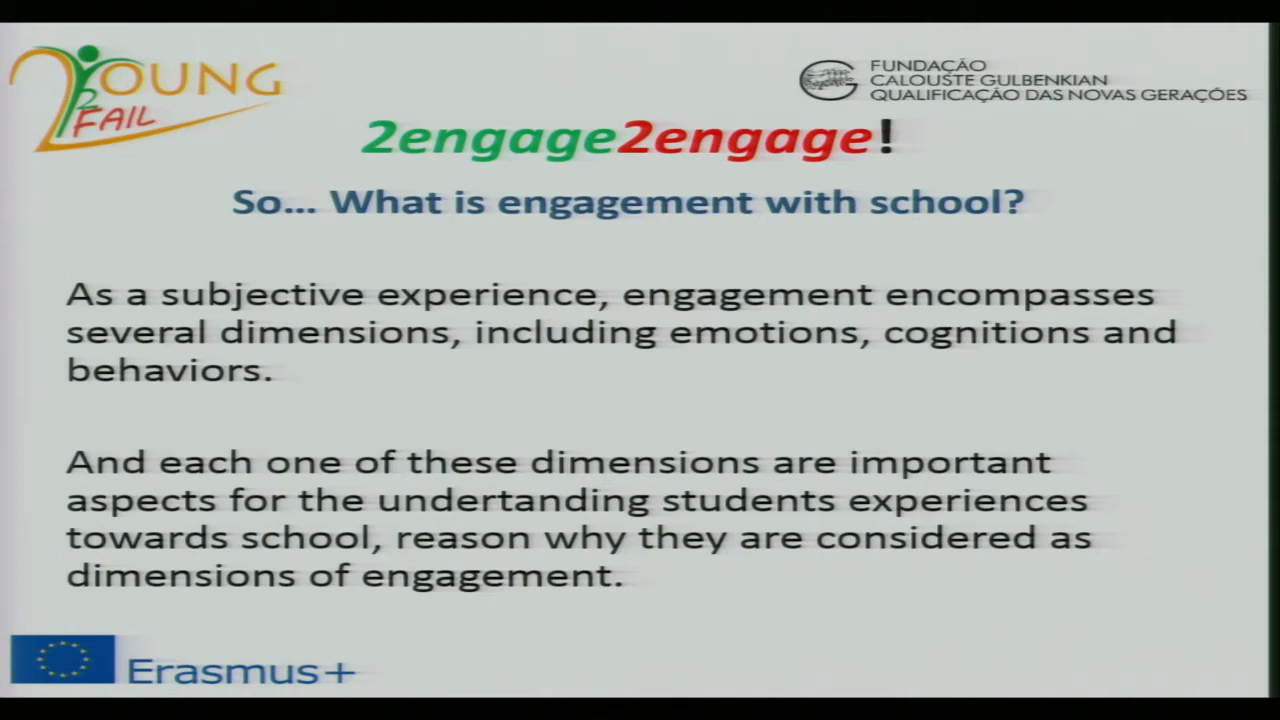 2YOUNG
2
FAIL
FUNDAÇÃO
CALOUSTE GULBENKIAN
QUALIFICAÇÃO DAS NOVAS GERAÇÕES
2engage2engage!
So... What is engagement with school?
As a subjective experience, engagement encompasses
several dimensions, including emotions, cognitions and
behaviors.
And each one of these dimensions are important
aspects for the undertanding students experiences
towards school, reason why they are considered as
dimensions of engagement.
Erasmus+